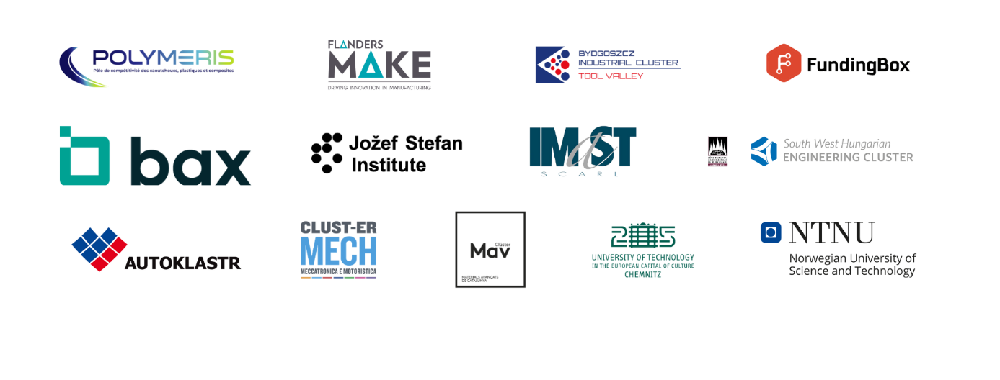 POLYMERIS
Pôle de compétitivité des caoutchoucs, plastiques et composites
FLANDERS
MAKE
DRIVING INNOVATION IN MANUFACTURING
BYDGOSZCZ
INDUSTRIAL CLUSTER
TOOL VALLEY
FundingBox
bax
Jožef Stefan
Institute
IMdST
SCARL
South West Hungarian
ENGINEERING CLUSTER
AUTOKLASTR
CLUST-ER
MECH
MECCATRONICA E MOTORISTICA
Clúster
Mav
MATERIALS AVANÇATS
DE CATALUNYA
2025
UNIVERSITY OF TECHNOLOGY
IN THE EUROPEAN CAPITAL OF CULTURE
CHEMNITZ
NTNU
Norwegian University of
Science and Technology